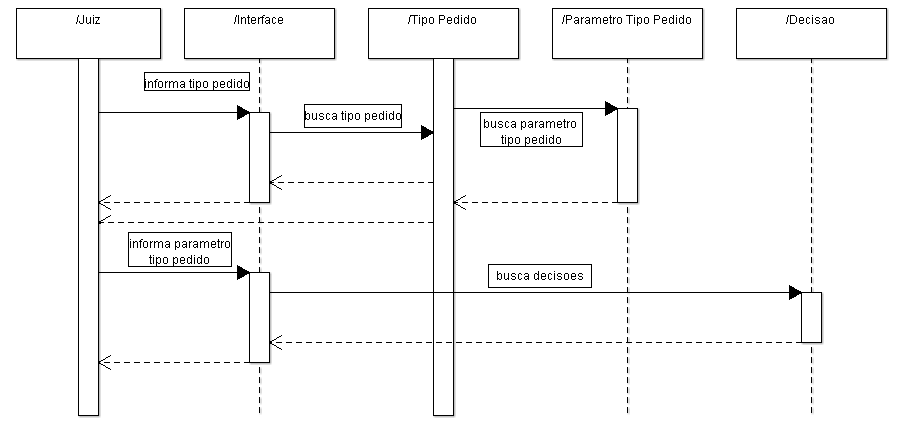 /Juiz
/Interface
/Tipo Pedido
/Parametro Tipo Pedido
/Decisao
informa tipo pedido
busca tipo pedido
busca parametro
tipo pedido
informa parametro
tipo pedido
busca decisoes